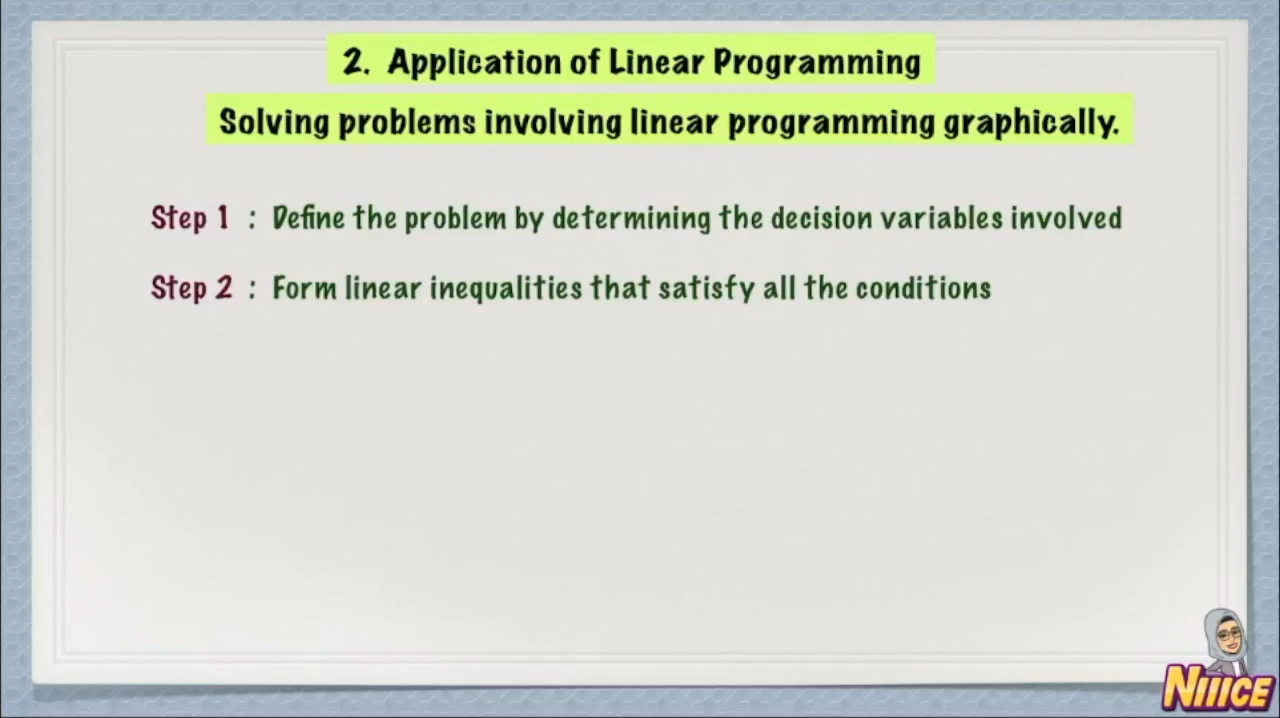 2. Application of Linear Programming
Solving problems involving linear programming graphically.
Step 1 : Define the problem by determining the decision variables involved
Step 2 : Form linear inequalities that satisfy all the conditions
NIIICE